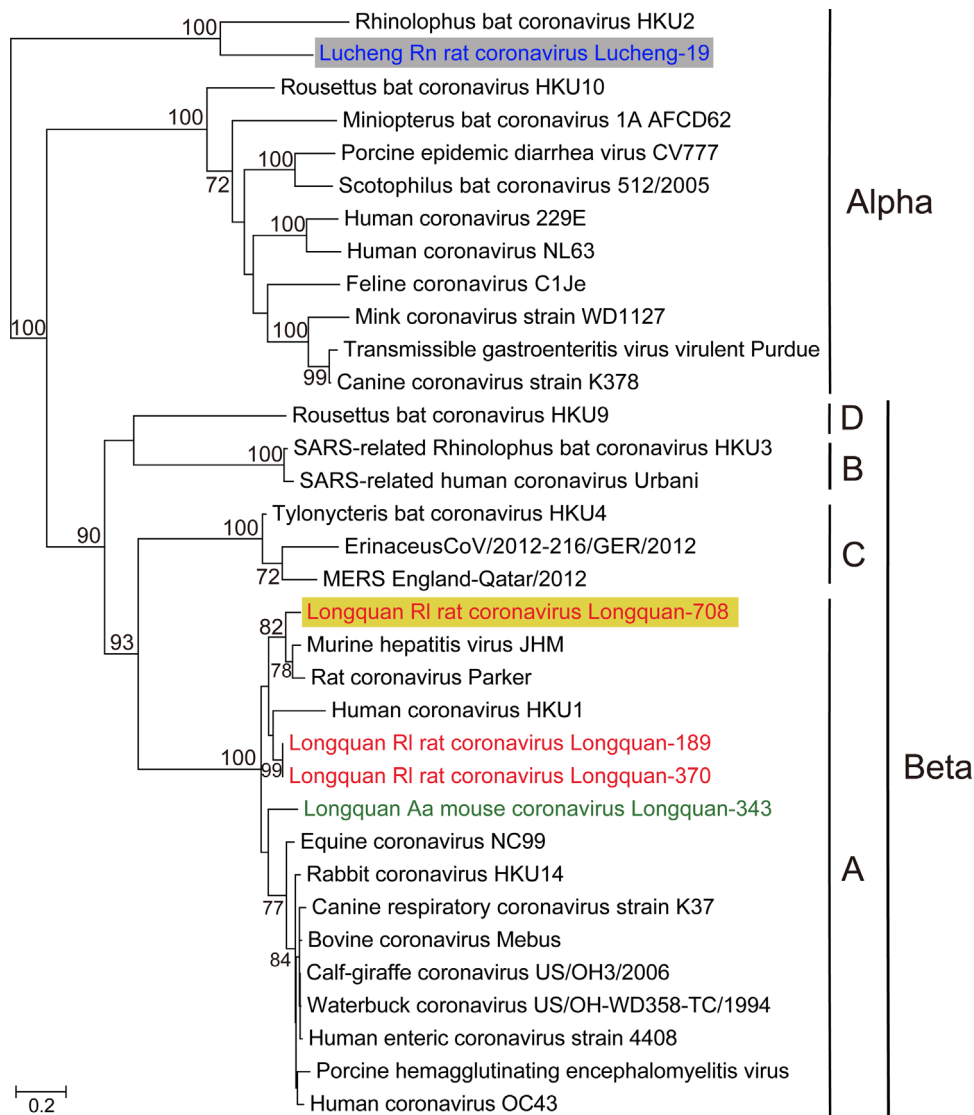 Rhinolophus bat coronavirus HKU2
100
Lucheng Rn rat coronavirus Lucheng-19
Rousettus bat coronavirus HKU10
100
Miniopterus bat coronavirus 1A AFCD62
Porcine epidemic diarrhea virus CV777
100
72
Scotophilus bat coronavirus 512/2005
Alpha
Human coronavirus 229E
100
Human coronavirus NL63
Feline coronavirus C1Je
Mink coronavirus strain WD1127
100
100
Transmissible gastroenteritis virus virulent Purdue
99
Canine coronavirus strain K378
Rousettus bat coronavirus HKU9
D
SARS-related Rhinolophus bat coronavirus HKU3
100
B
SARS-related human coronavirus Urbani
Tylonycteris bat coronavirus HKU4
100
90
ErinaceusCoV/2012-216/GER/2012
C
72
MERS England-Qatar/2012
Longquan Rl rat coronavirus Longquan-708
82
93
Murine hepatitis virus JHM
78
Rat coronavirus Parker
Human coronavirus HKU1
Longquan Rl rat coronavirus Longquan-189
100
99
Longquan Rl rat coronavirus Longquan-370
Beta
Longquan Aa mouse coronavirus Longquan-343
Equine coronavirus NC99
Rabbit coronavirus HKU14
A
77
Canine respiratory coronavirus strain K37
Bovine coronavirus Mebus
84
Calf-giraffe coronavirus US/OH3/2006
Waterbuck coronavirus US/OH-WD358-TC/1994
Human enteric coronavirus strain 4408
Porcine hemagglutinating encephalomyelitis virus
Human coronavirus OC43
0.2